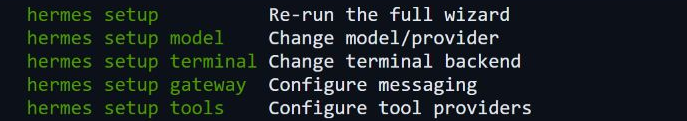 hermes setup Re-run the full wizard
hermes setup model Change model/provider
hermes setup terminal Change terminal backend
hermes setup gateway Configure messaging
hermes setup tools Configure tool providers